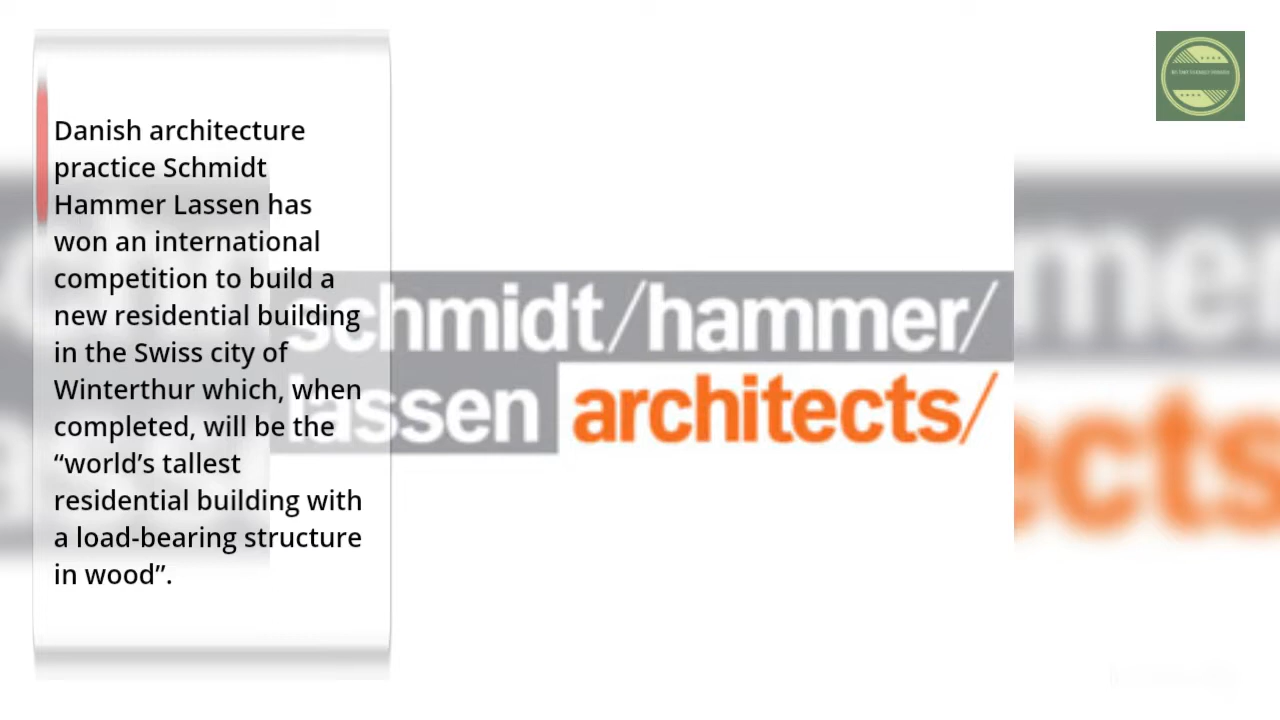 Danish architecture
practice Schmidt
Hammer Lassen has
won an international
competition to build a
new residential building
in the Swiss city of
Winterthur which, when
completed, will be the
“world’s tallest
residential building with
a load-bearing structure
in wood”.
schmidt/hammer/
lassen architects/
mer
ects